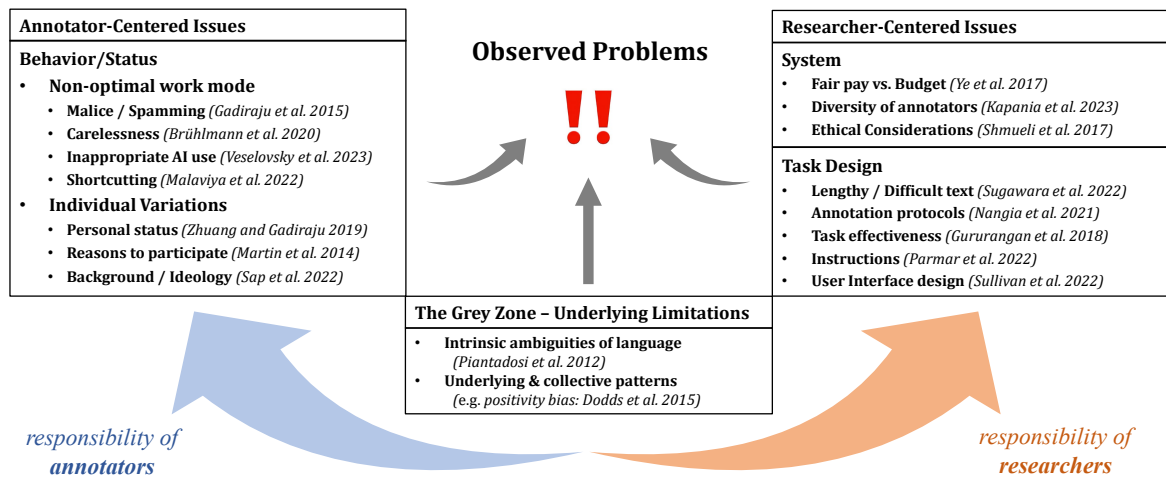 Annotator-Centered Issues
Behavior/Status
• Non-optimal work mode
• Malice / Spamming (Gadiraju et al. 2015)
• Carelessness (Brühlmann et al. 2020)
• Inappropriate AI use (Veselovsky et al. 2023)
• Shortcutting (Malaviya et al. 2022)
• Individual Variations
• Personal status (Zhuang and Gadiraju 2019)
• Reasons to participate (Martin et al. 2014)
• Background / Ideology (Sap et al. 2022)
Observed Problems
!!
Researcher-Centered Issues
System
• Fair pay vs. Budget (Ye et al. 2017)
• Diversity of annotators (Kapania et al. 2023)
• Ethical Considerations (Shmueli et al. 2017)
Task Design
• Lengthy / Difficult text (Sugawara et al. 2022)
• Annotation protocols (Nangia et al. 2021)
• Task effectiveness (Gururangan et al. 2018)
• Instructions (Parmar et al. 2022)
• User Interface design (Sullivan et al. 2022)
The Grey Zone – Underlying Limitations
• Intrinsic ambiguities of language
(Piantadosi et al. 2012)
• Underlying & collective patterns
(e.g. positivity bias: Dodds et al. 2015)
responsibility of
annotators
responsibility of
researchers